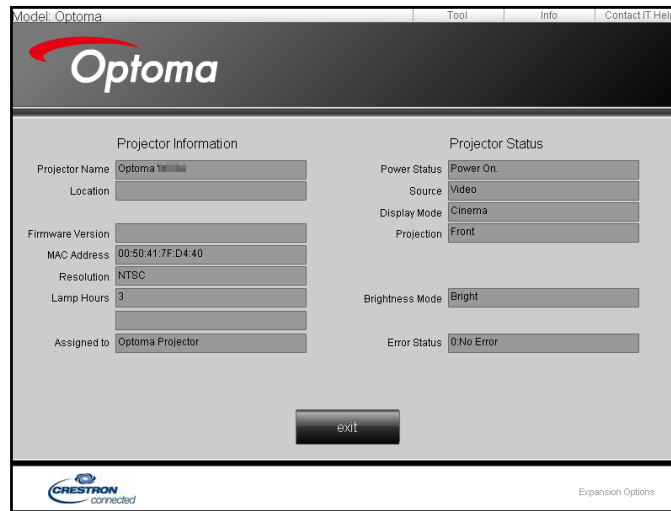 Model: Optoma
Tool Info Contact IT Help
Optoma
Projector Information
Projector Name Optoma
Location
Firmware Version
MAC Address 00:50:41:7F:D4:40
Resolution NTSC
Lamp Hours 3
Assigned to Optoma Projector
Projector Status
Power Status Power On.
Source Video
Display Mode Cinema
Projection Front
Brightness Mode Bright
Error Status 0:No Error
exit
CRESTRON
connected
Expansion Options